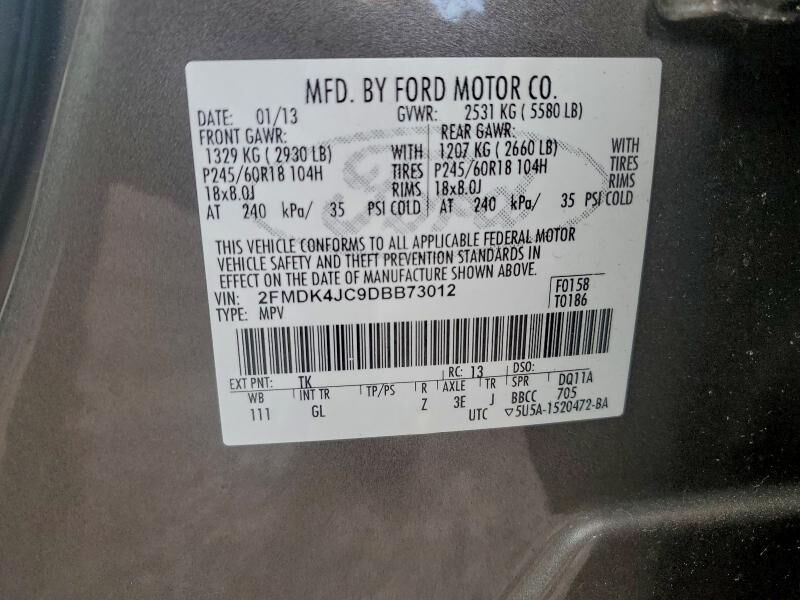 MFD. BY FORD MOTOR CO.
DATE: 01/13 GVWR: 2531 KG ( 5580 LB)
FRONT GAWR: REAR GAWR:
1329 KG ( 2930 LB) WITH 1207 KG ( 2660 LB) WITH
P245/60R18 104H TIRES P245/60R18 104H TIRES
18x8.0J RIMS 18x8.0J RIMS
AT 240 kPa/ 35 PSI COLD AT 240 kPa/ 35 PSI COLD
THIS VEHICLE CONFORMS TO ALL APPLICABLE FEDERAL MOTOR
VEHICLE SAFETY AND THEFT PREVENTION STANDARDS IN
EFFECT ON THE DATE OF MANUFACTURE SHOWN ABOVE.
VIN: 2FMDK4JC9DBB73012 F0158
TYPE: MPV T0186
EXT PNT: TK RC: 13 DSO:
WB INT TR TP/PS R AXLE TR SPR DQ11A
111 GL Z 3E J BBCC 705
UTC ▽5U5A-1520472-BA